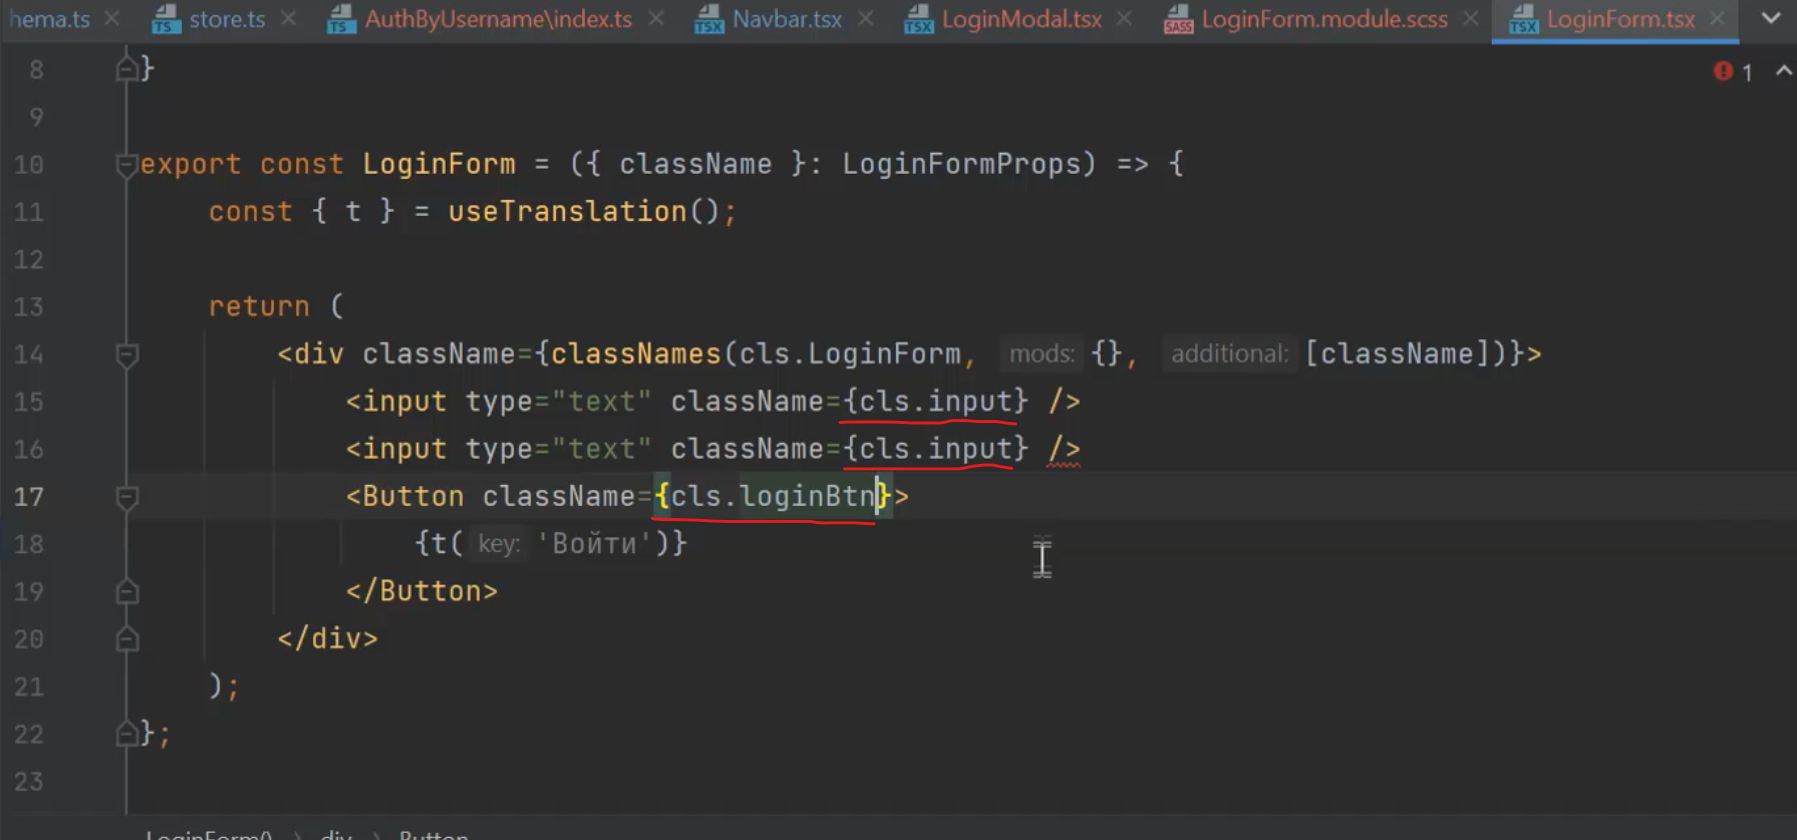 hema.ts store.ts AuthByUsername\index.ts Navbar.tsx LoginModal.tsx LoginForm.module.scss LoginForm.tsx
8 }
1
9
10 export const LoginForm = ({ className }: LoginFormProps) => {
11 const { t } = useTranslation();
12
13 return (
14 <div className={classNames(cls.LoginForm, mods: {}, additional: [className])}>
15 <input type="text" className={cls.input} />
16 <input type="text" className={cls.input} />
17 <Button className={cls.loginBtn}>
18 {t( key: 'Войти')}
19 </Button>
20 </div>
21 );
22 };
23
LoginForm() › div › Button